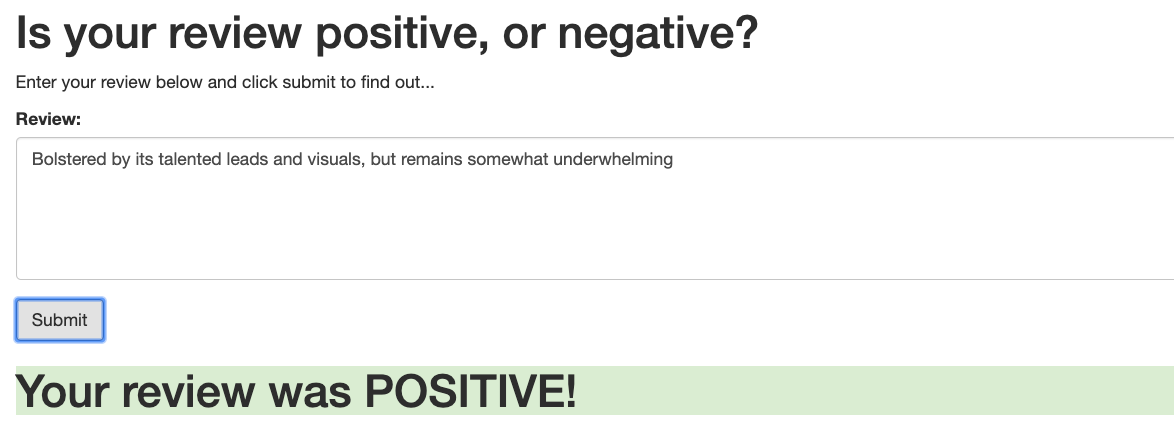 Is your review positive, or negative?
Enter your review below and click submit to find out...
Review:
Bolstered by its talented leads and visuals, but remains somewhat underwhelming
Submit
Your review was POSITIVE!